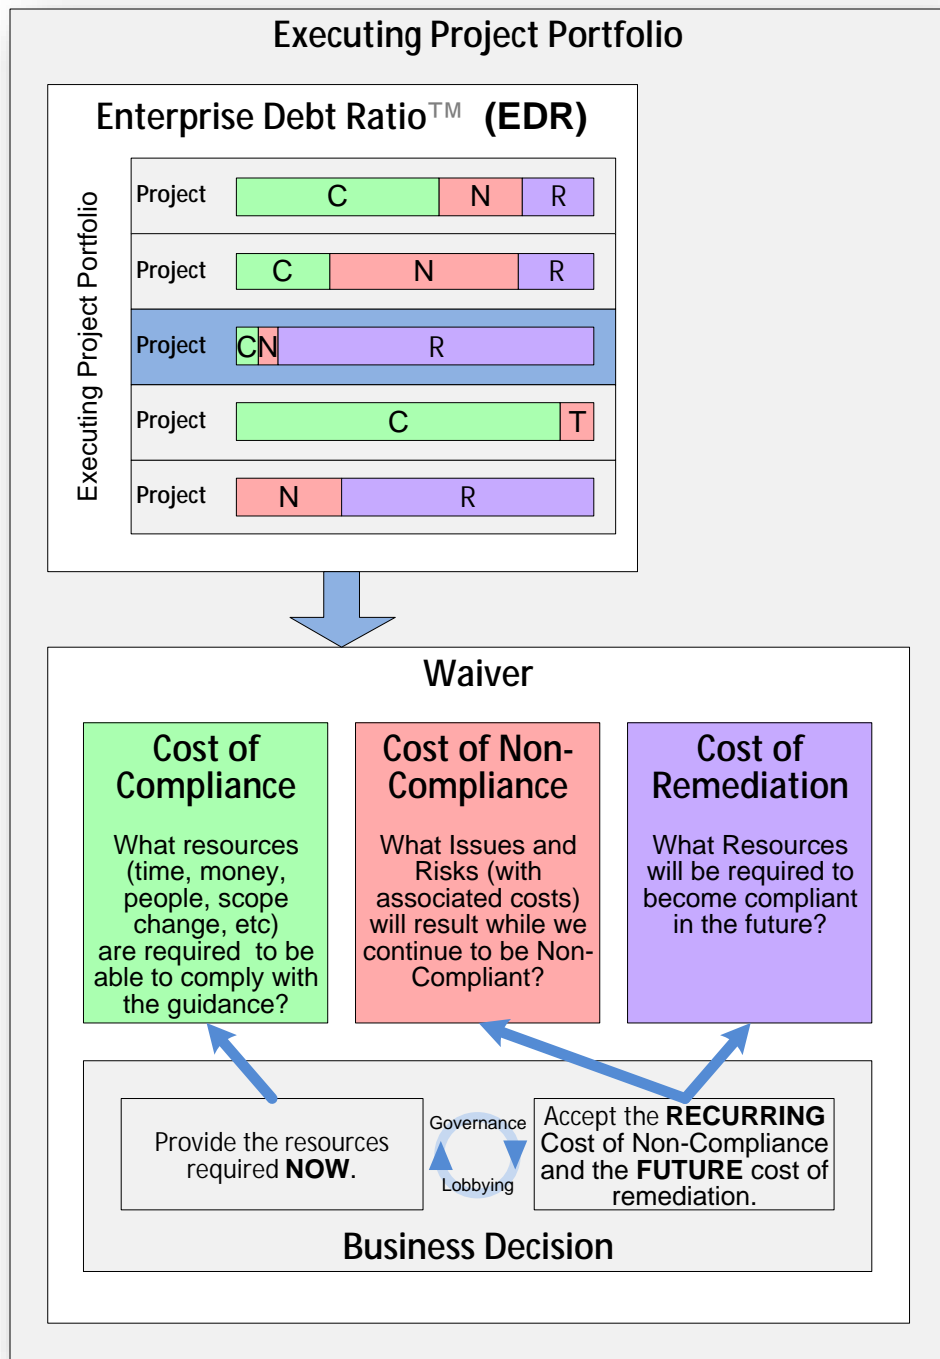 Executing Project Portfolio
Enterprise Debt Ratio™ (EDR)
Executing Project Portfolio
Project C N R
Project C N R
Project C N R
Project C T
Project N R
Waiver
Cost of
Compliance
What resources
(time, money,
people, scope
change, etc)
are required to be
able to comply with
the guidance?
Cost of Non-
Compliance
What Issues and
Risks (with
associated costs)
will result while we
continue to be Non-
Compliant?
Cost of
Remediation
What Resources
will be required to
become compliant
in the future?
Provide the resources
required NOW.
Governance
Lobbying
Accept the RECURRING
Cost of Non-Compliance
and the FUTURE cost of
remediation.
Business Decision